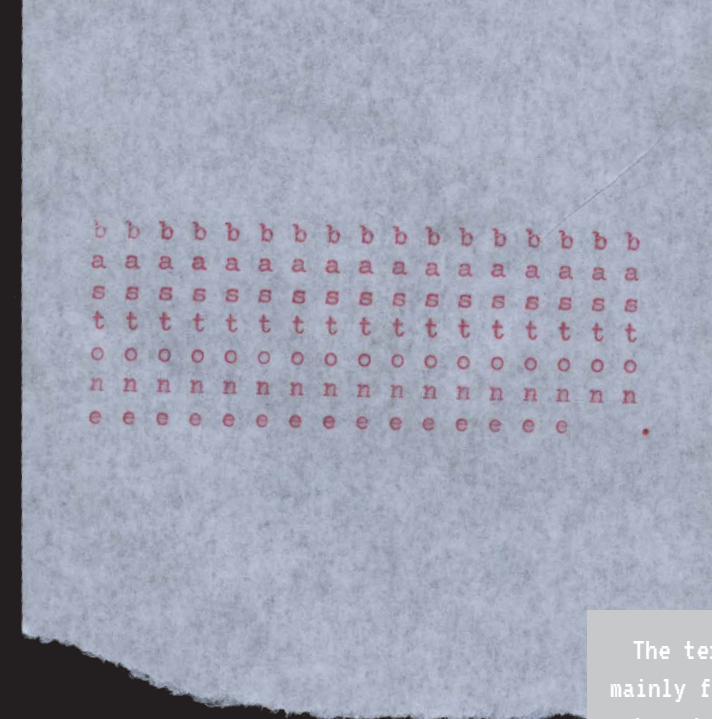 b b b b b b b b b b b b b b b b b
a a a a a a a a a a a a a a a a a
s s s s s s s s s s s s s s s s s
t t t t t t t t t t t t t t t t t
o o o o o o o o o o o o o o o o o
n n n n n n n n n n n n n n n n n
e e e e e e e e e e e e e e e .
The
mainly